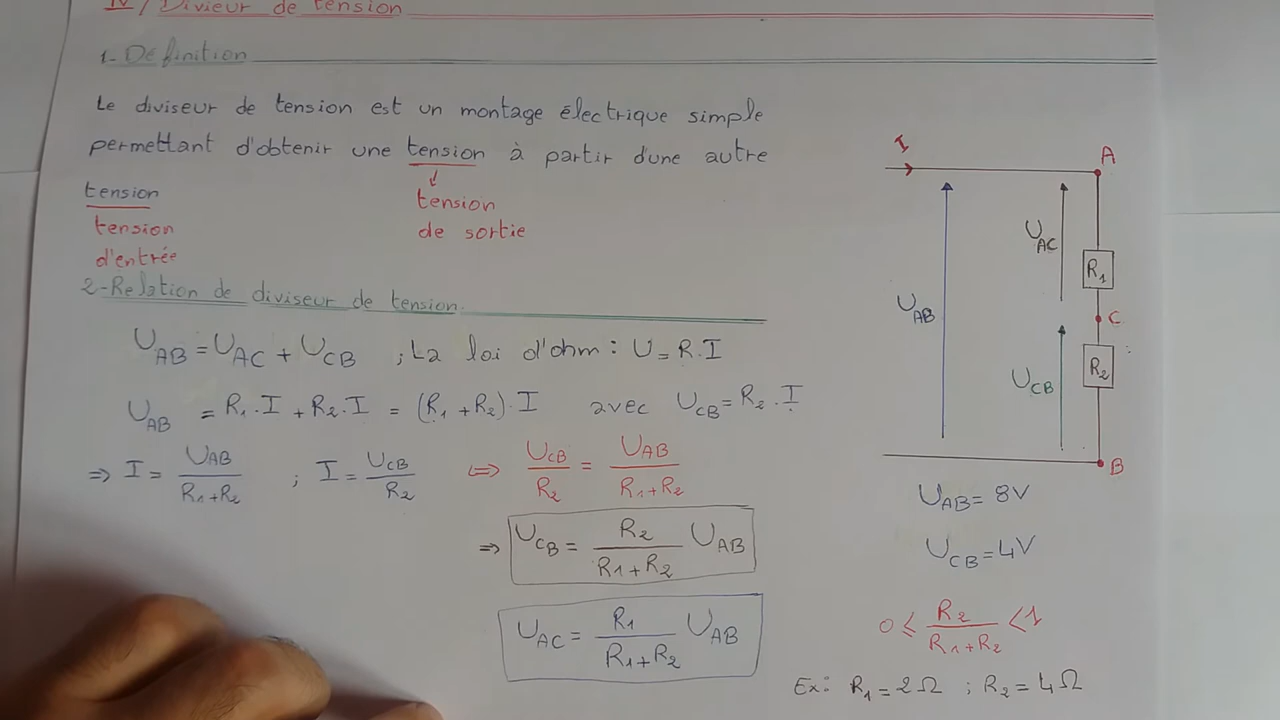 IV/ Divieur de tension
1- Définition
Le diviseur de tension est un montage électrique simple
permettant d'obtenir une tension à partir d'une autre
tension
tension
de sortie
tension
d'entrée
2-Relation de diviseur de tension.
U_AB = U_AC + U_CB ; La loi d'ohm : U = R.I
U_AB = R₁.I + R₂.I = (R₁ + R₂).I avec U_CB = R₂.I
⇒ I = U_AB/(R₁+R₂) ; I = U_CB/R₂ ⇔ U_CB/R₂ = U_AB/(R₁+R₂)
⇒ U_CB = R₂/(R₁+R₂) U_AB
U_AC = R₁/(R₁+R₂) U_AB
I
A
U_AC
R₁
U_AB
C
U_CB
R₂
B
U_AB = 8V
U_CB = 4V
0 ⩽ R₂/(R₁+R₂) < 1
Ex: R₁ = 2Ω ; R₂ = 4Ω